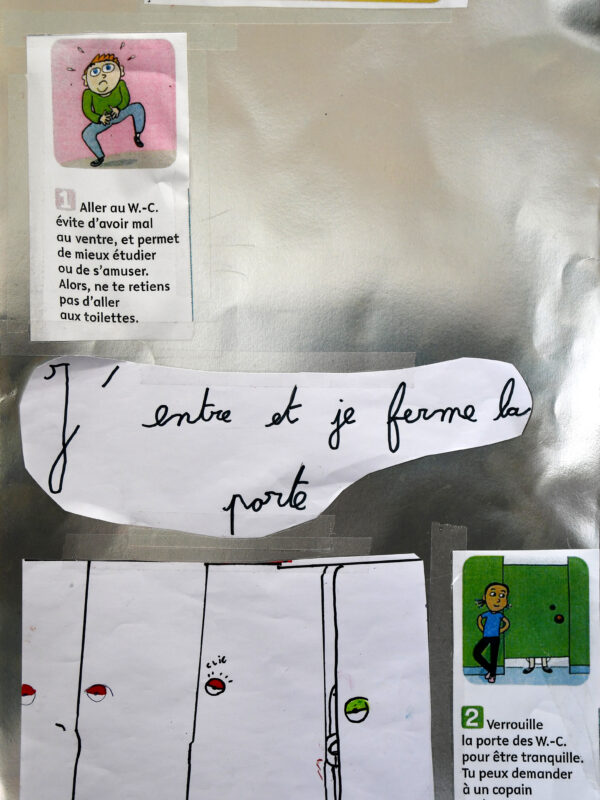 1 Aller au W.-C.
évite d'avoir mal
au ventre, et permet
de mieux étudier
ou de s'amuser.
Alors, ne te retiens
pas d'aller
aux toilettes.
J' entre et je ferme la
porte
clic
2 Verrouille
la porte des W.-C.
pour être tranquille.
Tu peux demander
à un copain